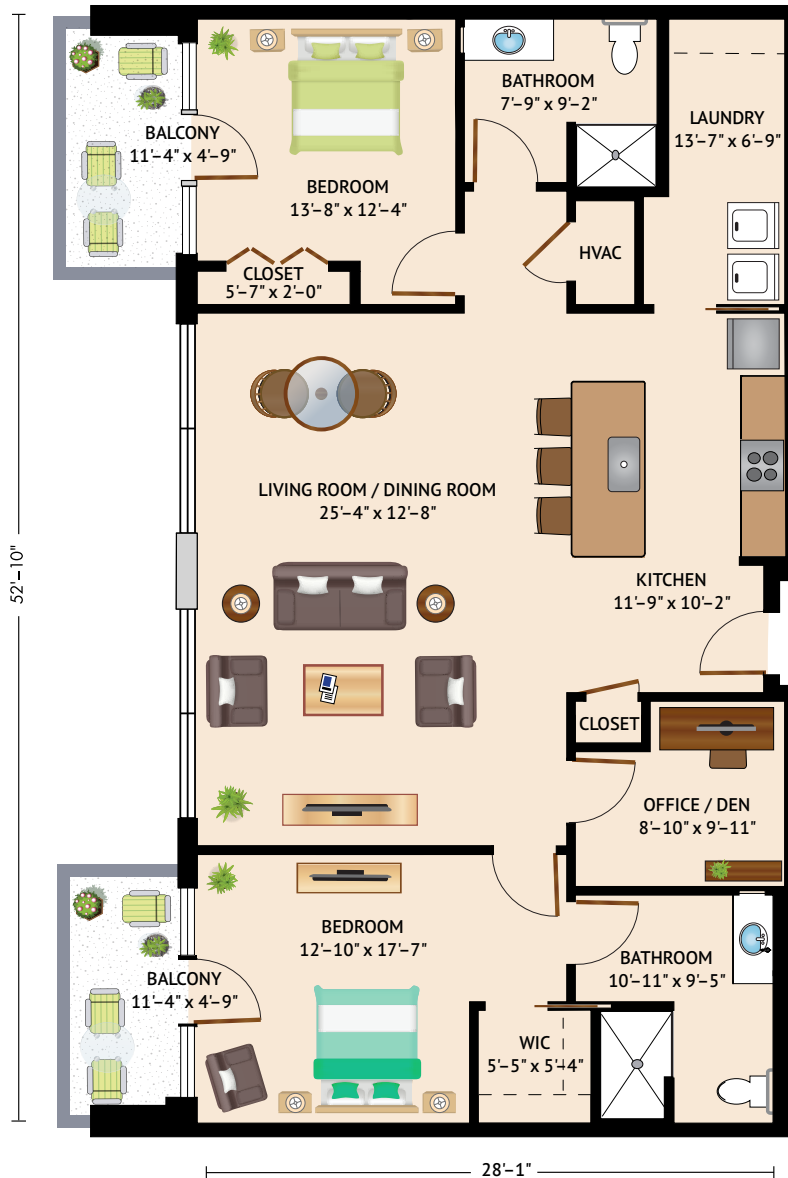 BATHROOM
7'–9" x 9'–2"
LAUNDRY
13'–7" x 6'–9"
BALCONY
11'–4" x 4'–9"
BEDROOM
13'–8" x 12'–4"
HVAC
CLOSET
5'–7" x 2'–0"
LIVING ROOM / DINING ROOM
25'–4" x 12'–8"
52'–10"
KITCHEN
11'–9" x 10'–2"
CLOSET
OFFICE / DEN
8'–10" x 9'–11"
BEDROOM
12'–10" x 17'–7"
BATHROOM
10'–11" x 9'–5"
BALCONY
11'–4" x 4'–9"
WIC
5'–5" x 5'–4"
28'–1"